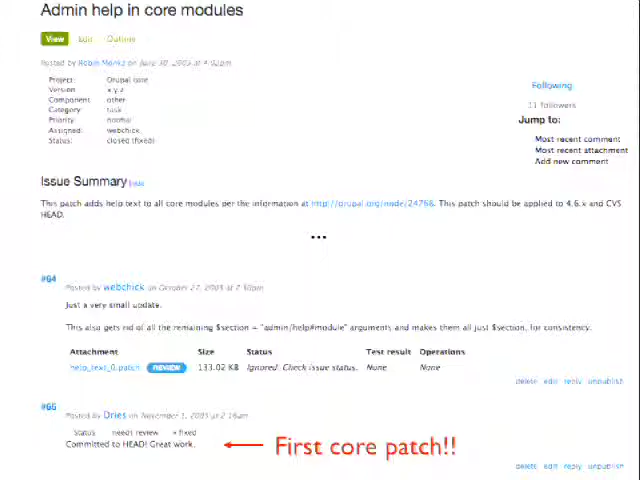 Admin help in core modules
View Edit Options
Posted by Robin Monks on June 30, 2005 at 4:02pm
Project: Drupal core
Version: x.y.z
Component: other
Category: task
Priority: normal
Assigned: webchick
Status: closed (fixed)
Following
11 followers
Jump to:
Most recent comment
Most recent attachment
Add new comment
Issue Summary
This patch adds help text to all core modules per the information at http://drupal.org/node/24768. This patch should be applied to 4.6.x and CVS
HEAD.
...
#64
Posted by webchick on October 27, 2005 at 7:50pm
Just a very small update.
This also gets rid of all the remaining $section = "admin/help#module" arguments and makes them all just $section, for consistency.
Attachment Size Status Test result Operations
help_text_0.patch REVIEW 133.02 KB Ignored. Check issue status. None None
delete edit reply unpublish
#65
Posted by Dries on November 1, 2005 at 2:16am
Status needs review » fixed
Committed to HEAD! Great work.
First core patch!!
delete edit reply unpublish